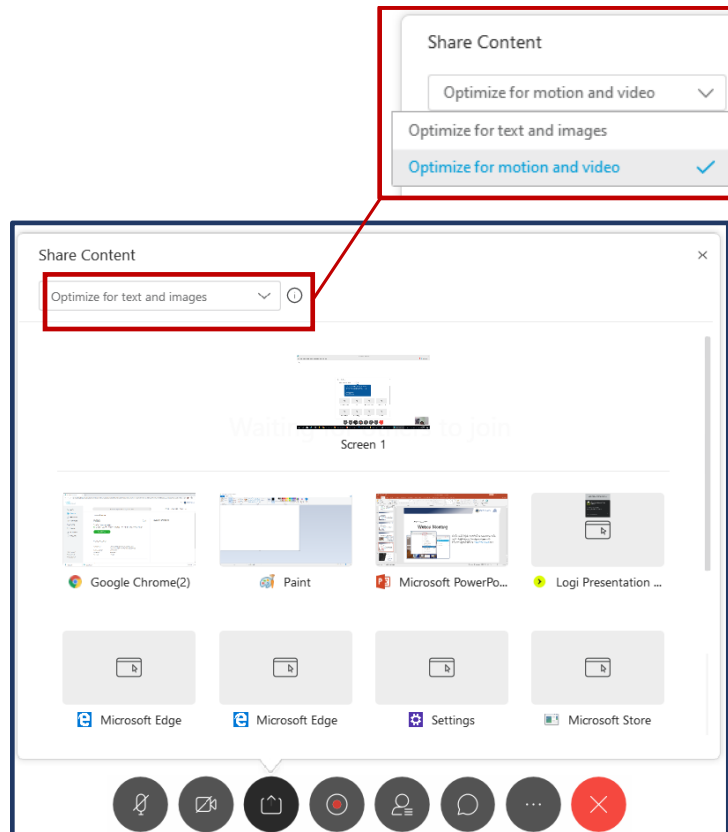 Share Content
Optimize for motion and video
Optimize for text and images
Optimize for motion and video
Share Content
Optimize for text and images
Screen 1
Google Chrome(2)
Paint
Microsoft PowerPo...
Logi Presentation ...
Microsoft Edge
Microsoft Edge
Settings
Microsoft Store